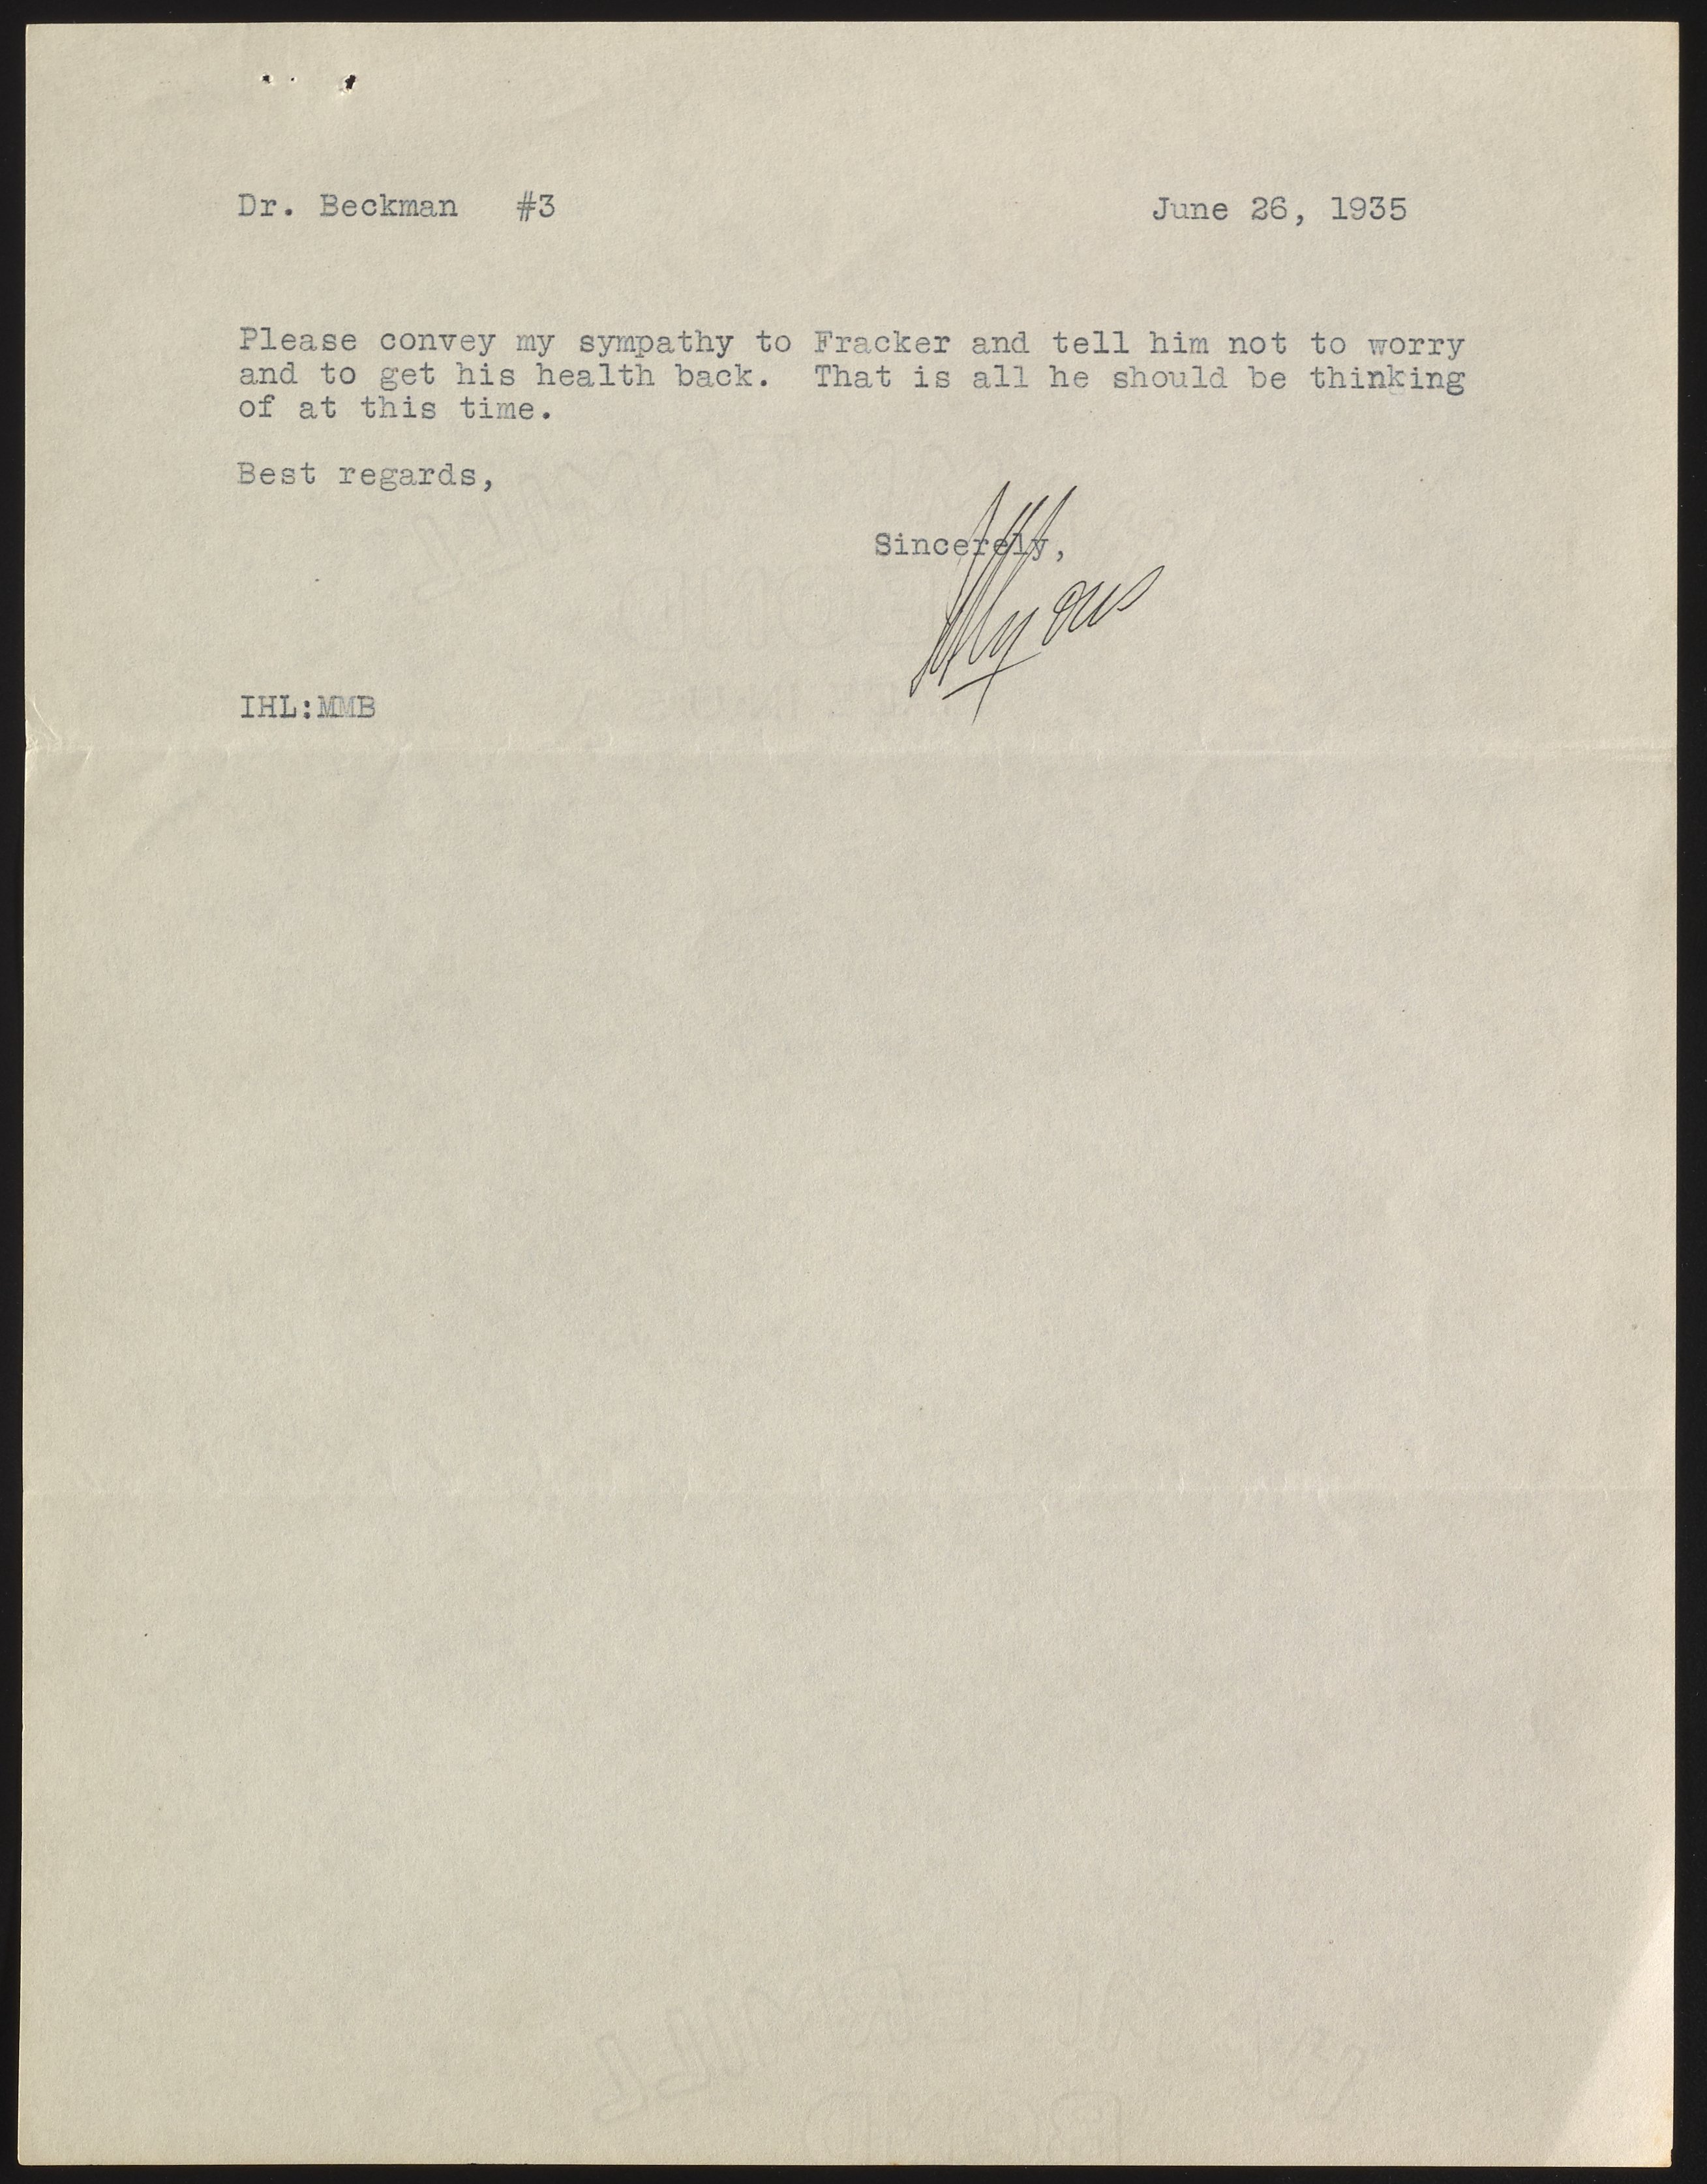 Dr. Beckman #3 June 26, 1935
Please convey my sympathy to Fracker and tell him not to worry
and to get his health back. That is all he should be thinking
of at this time.
Best regards,
Sincerely,
IHLyons
IHL:MMB